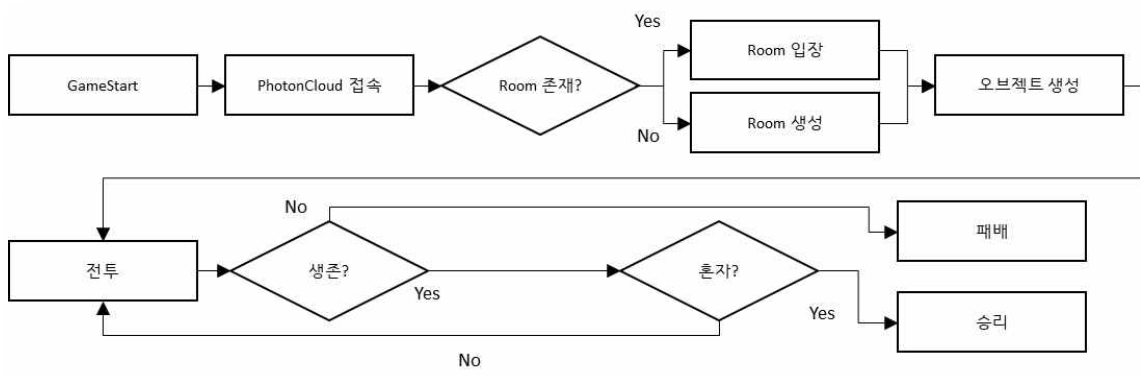 Yes
GameStart
PhotonCloud 접속
Room 존재?
Room 입장
오브젝트 생성
No
Room 생성
No
전투
생존?
Yes
혼자?
패배
Yes
승리
No